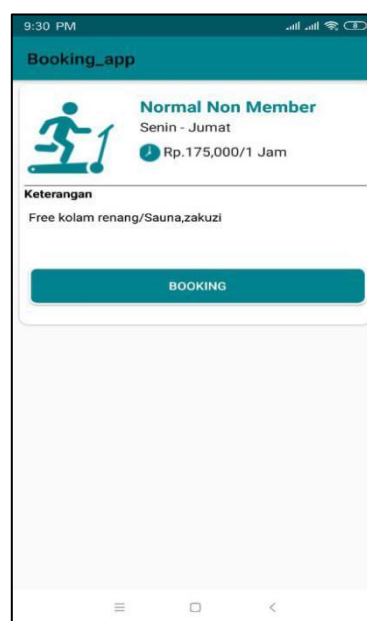 9:30 PM
Booking_app
Normal Non Member
Senin - Jumat
Rp.175,000/1 Jam
Keterangan
Free kolam renang/Sauna,zakuzi
BOOKING